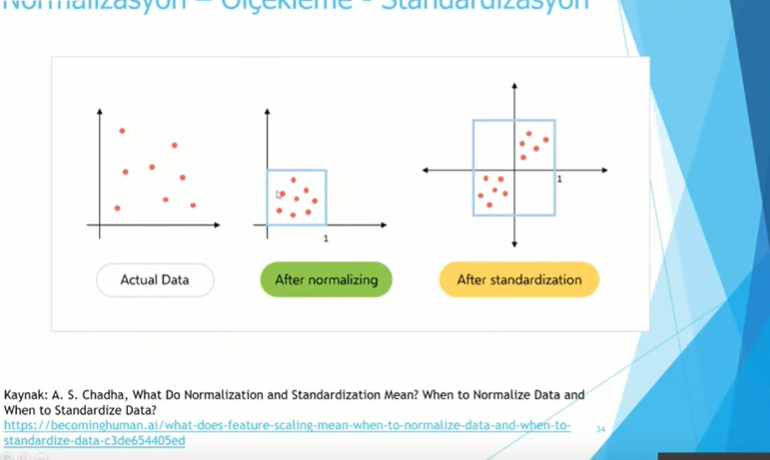 Normalizasyon – Ölçekleme - Standardizasyon
1
1
Actual Data
After normalizing
After standardization
Kaynak: A. S. Chadha, What Do Normalization and Standardization Mean? When to Normalize Data and
When to Standardize Data?
https://becominghuman.ai/what-does-feature-scaling-mean-when-to-normalize-data-and-when-to-
standardize-data-c3de654405ed
34